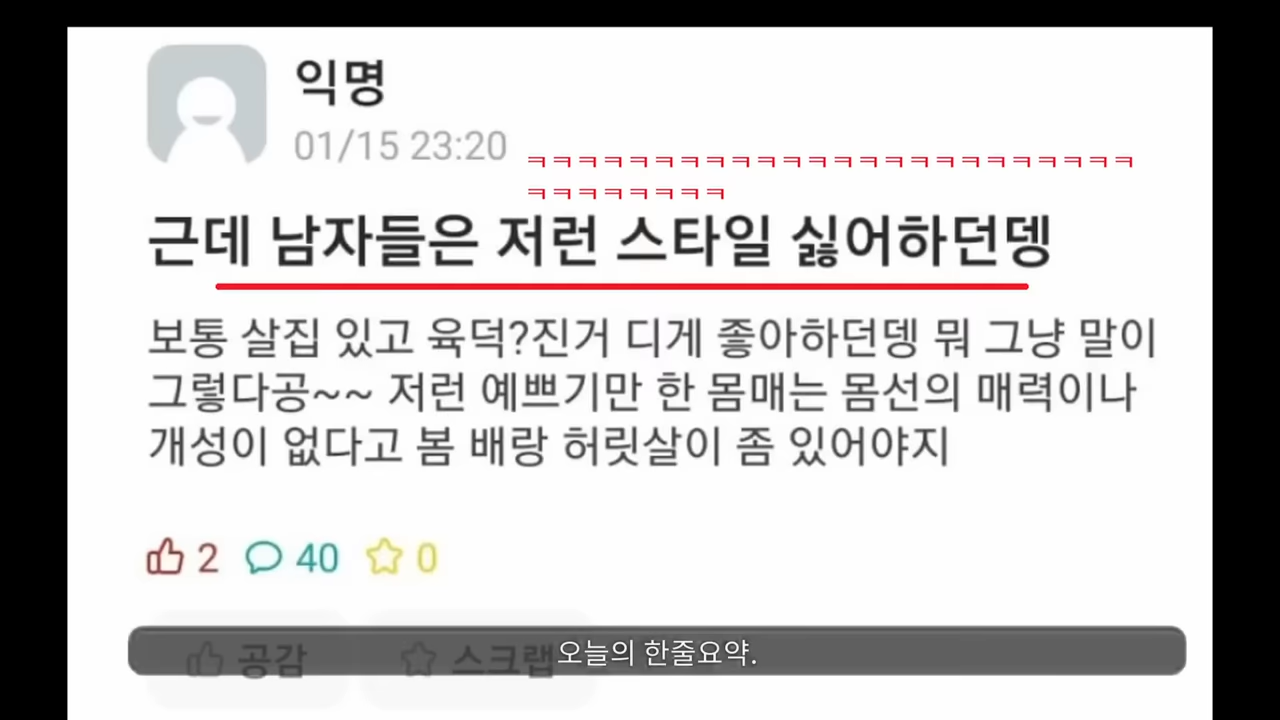 익명
01/15 23:20
ㅋㅋㅋㅋㅋㅋㅋㅋㅋㅋㅋㅋㅋㅋㅋㅋㅋㅋㅋㅋㅋㅋㅋㅋ
ㅋㅋㅋㅋㅋㅋㅋㅋ
근데 남자들은 저런 스타일 싫어하던뎅
보통 살집 있고 육덕?진거 디게 좋아하던뎅 뭐 그냥 말이
그렇다공~~ 저런 예쁘기만 한 몸매는 몸선의 매력이나
개성이 없다고 봄 배랑 허릿살이 좀 있어야지
2 40 0
공감 스크랩
오늘의 한줄요약.